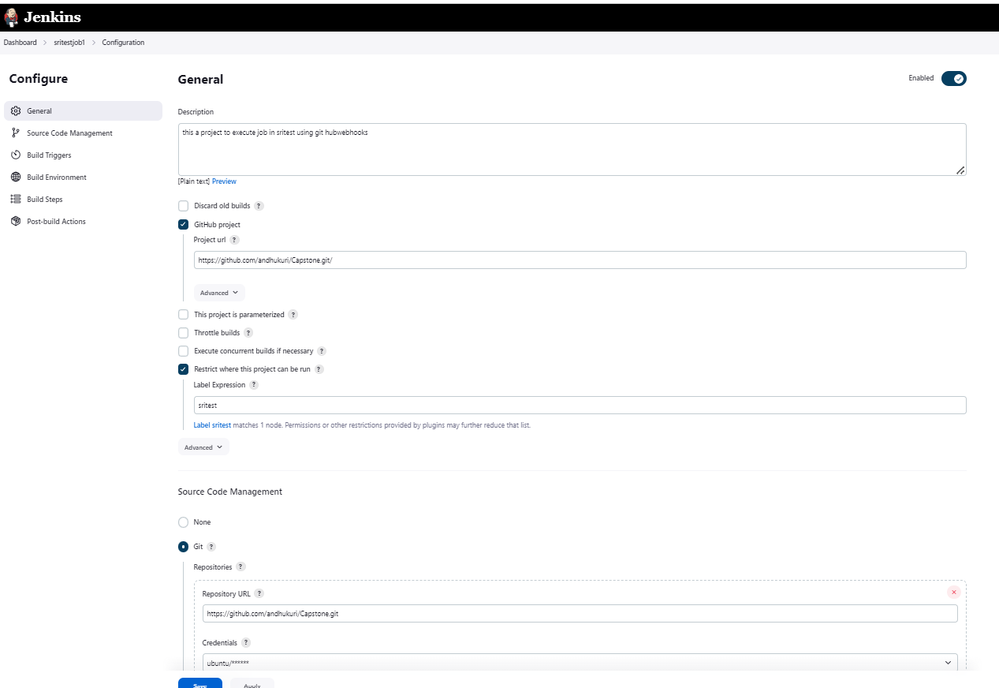 Jenkins
Dashboard > sritestjob1 > Configuration
Configure
General
Source Code Management
Build Triggers
Build Environment
Build Steps
Post-build Actions
General
Enabled
Description
this a project to execute job in sritest using git hubwebhooks
[Plain text] Preview
Discard old builds ?
GitHub project
Project url ?
https://github.com/andhukuri/Capstone.git/
Advanced
This project is parameterized ?
Throttle builds ?
Execute concurrent builds if necessary ?
Restrict where this project can be run ?
Label Expression ?
sritest
Label sritest matches 1 node. Permissions or other restrictions provided by plugins may further reduce that list.
Advanced
Source Code Management
None
Git ?
Repositories ?
Repository URL ?
https://github.com/andhukuri/Capstone.git
Credentials ?
ubuntu/******
Save Apply